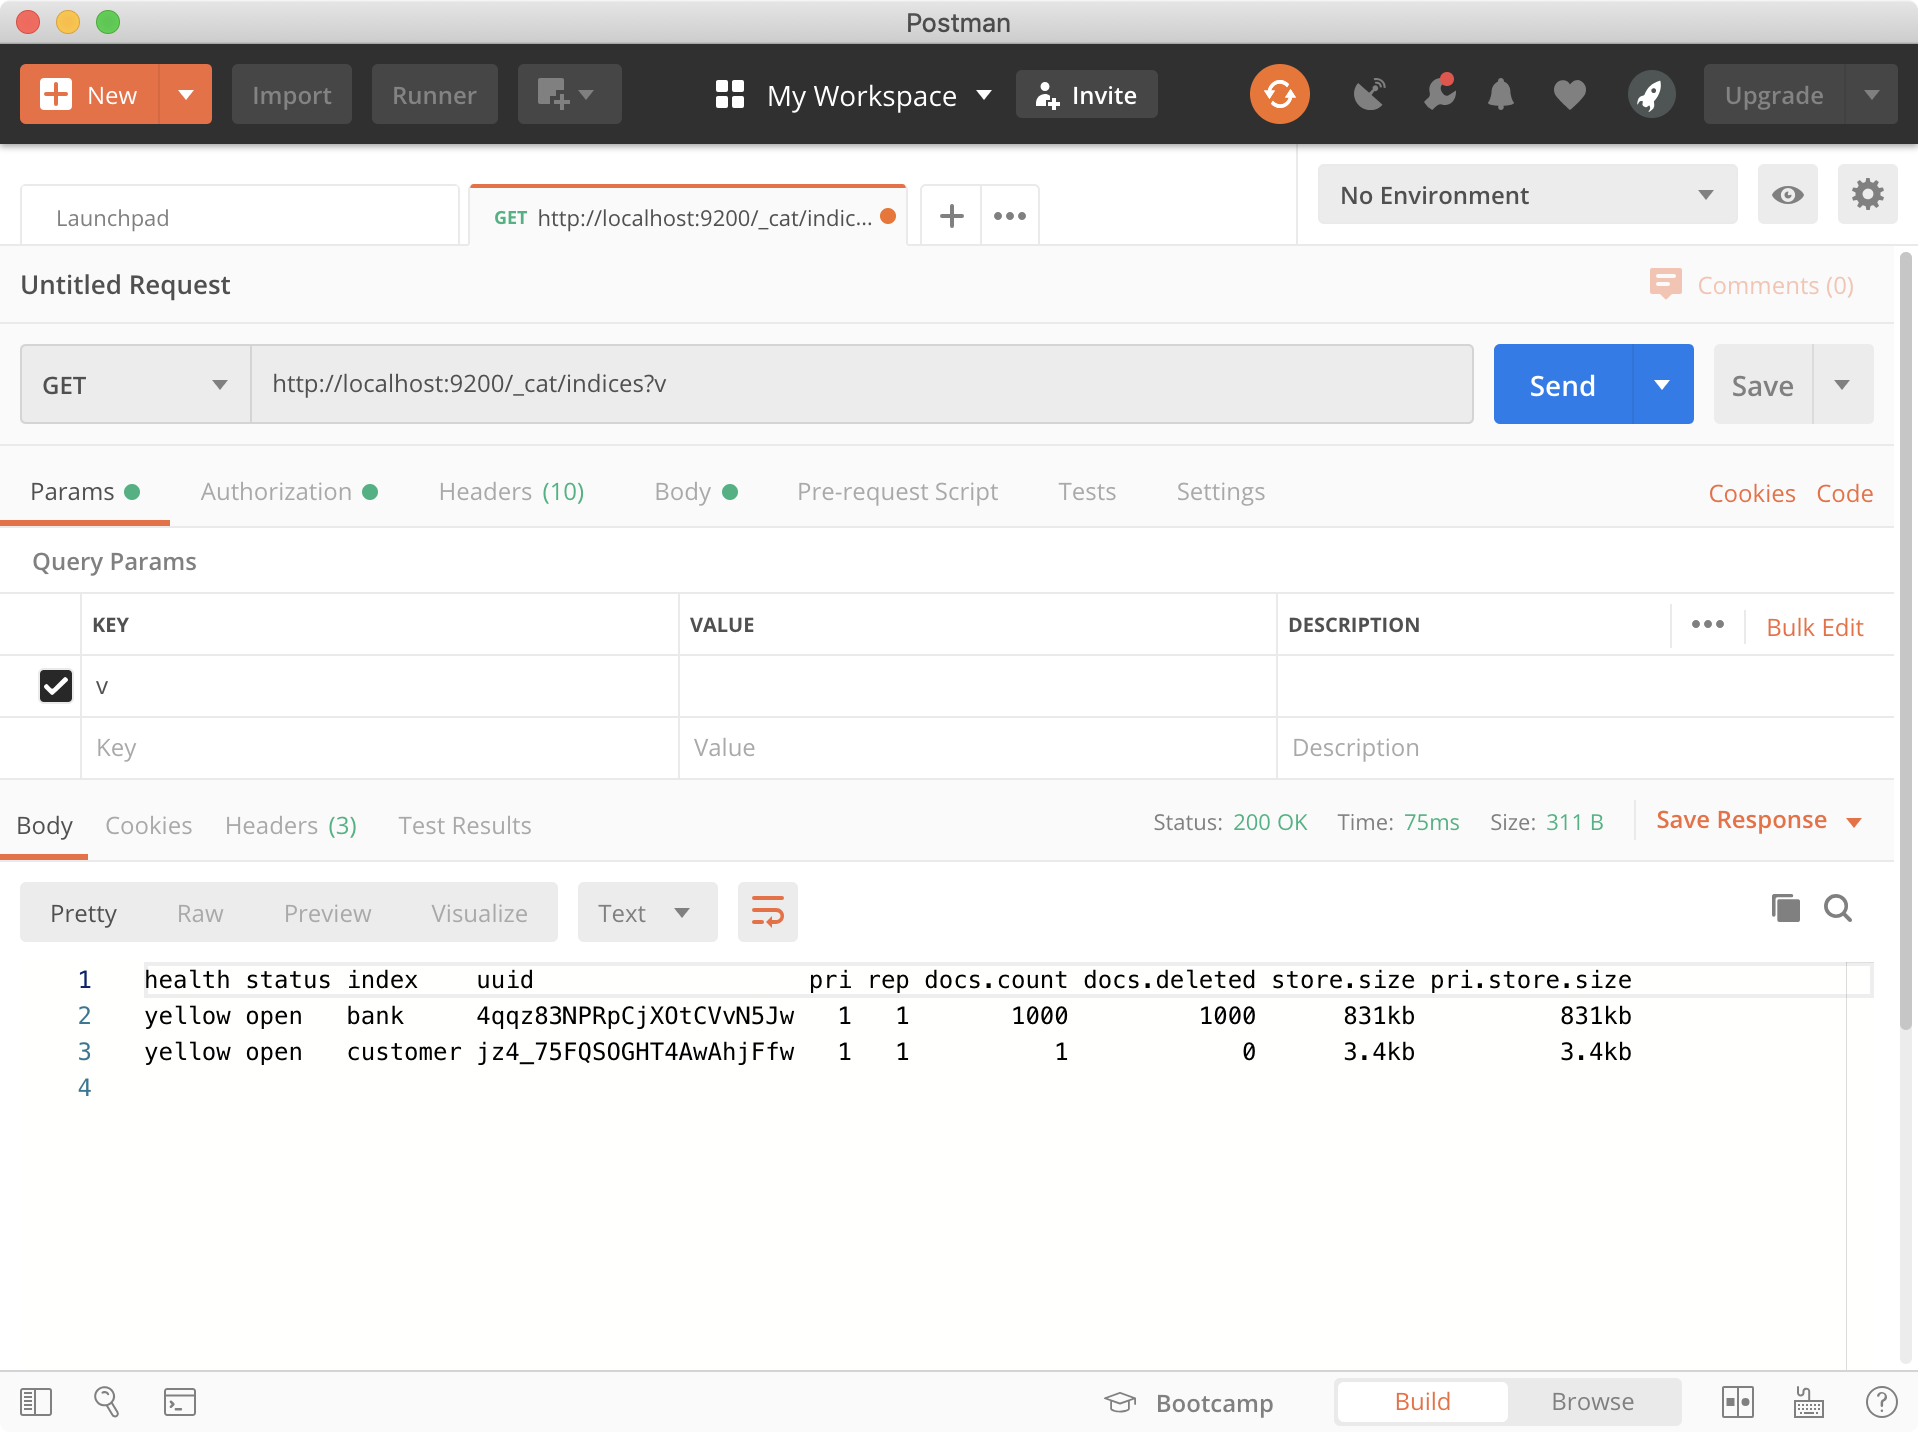 Postman
New Import Runner My Workspace Invite Upgrade
Launchpad GET http://localhost:9200/_cat/indic... No Environment
Untitled Request Comments (0)
GET http://localhost:9200/_cat/indices?v Send Save
Params Authorization Headers (10) Body Pre-request Script Tests Settings Cookies Code
Query Params
KEY VALUE DESCRIPTION Bulk Edit
v
Key Value Description
Body Cookies Headers (3) Test Results Status: 200 OK Time: 75ms Size: 311 B Save Response
Pretty Raw Preview Visualize Text
1 health status index uuid pri rep docs.count docs.deleted store.size pri.store.size
2 yellow open bank 4qqz83NPRpCjXOtCVvN5Jw 1 1 1000 1000 831kb 831kb
3 yellow open customer jz4_75FQSOGHT4AwAhjFfw 1 1 1 0 3.4kb 3.4kb
4
Bootcamp Build Browse